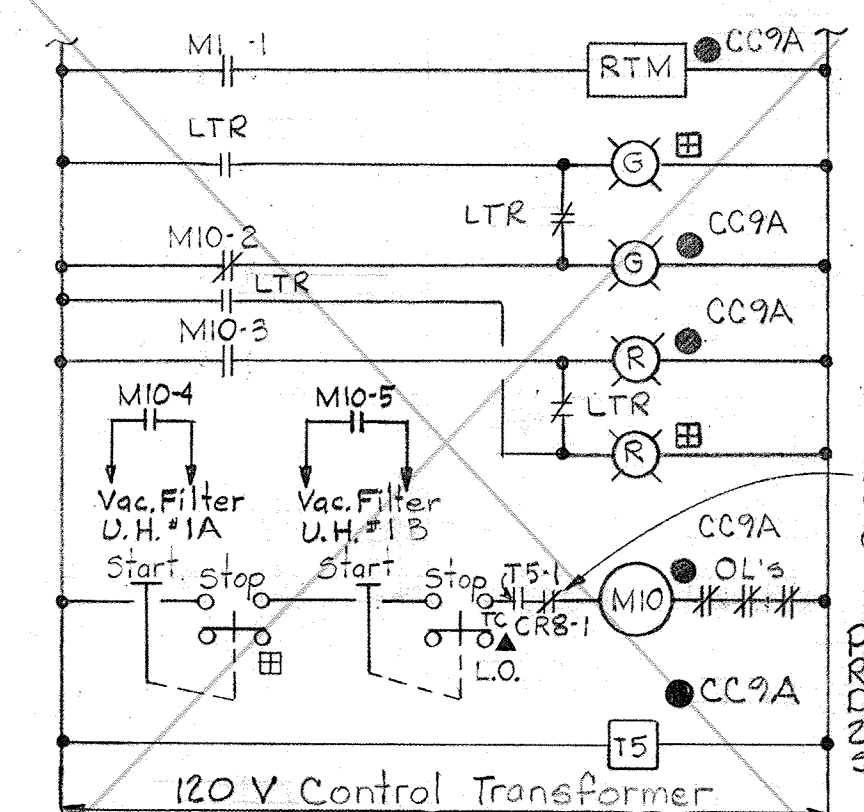 M1 -1
RTM
CC9A
LTR
G
LTR
M10-2
G
CC9A
LTR
M10-3
R
CC9A
M10-4
M10-5
LTR
R
Vac. Filter
U.H. #1A
Vac. Filter
U.H. #1B
CC9A
Start
Stop
Start
Stop
T5-1
M10
OL's
TC
CR8-1
L.O.
CC9A
T5
120 V Control Transformer